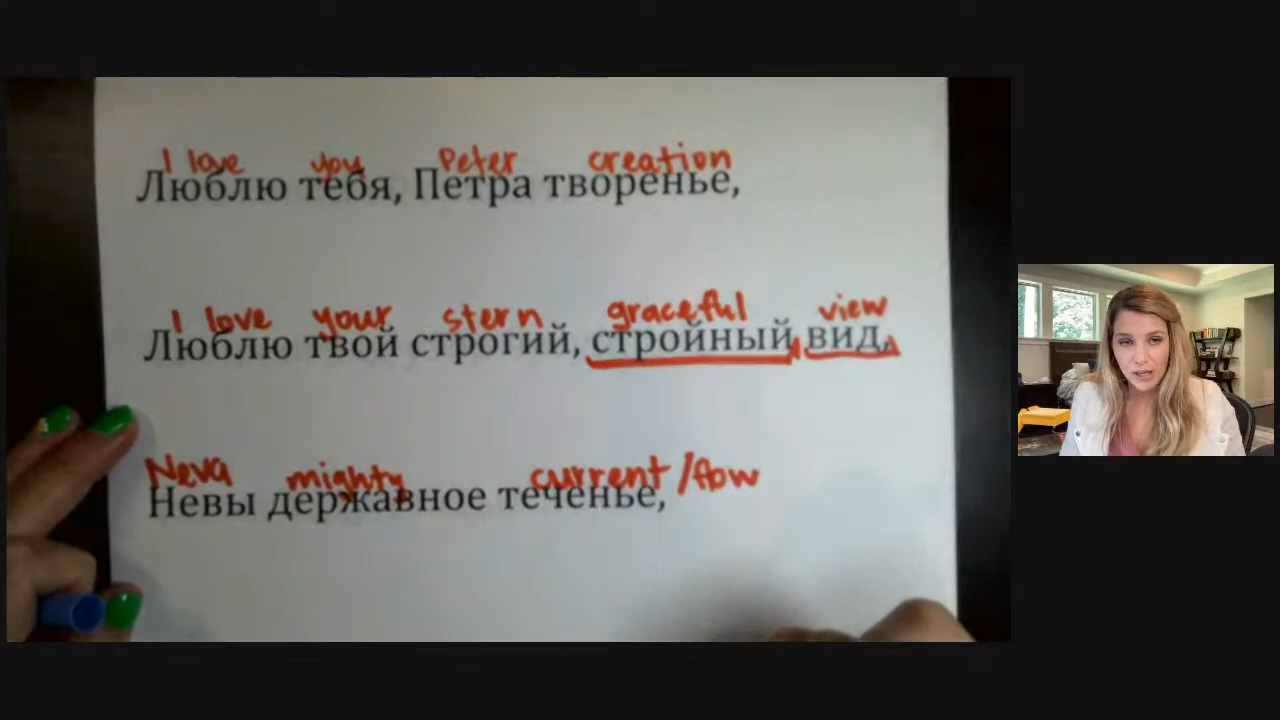 I love you Peter creation
Люблю тебя, Петра творенье,
I love your stern graceful view
Люблю твой строгий, стройный вид,
Neva mighty current/flow
Невы державное теченье,